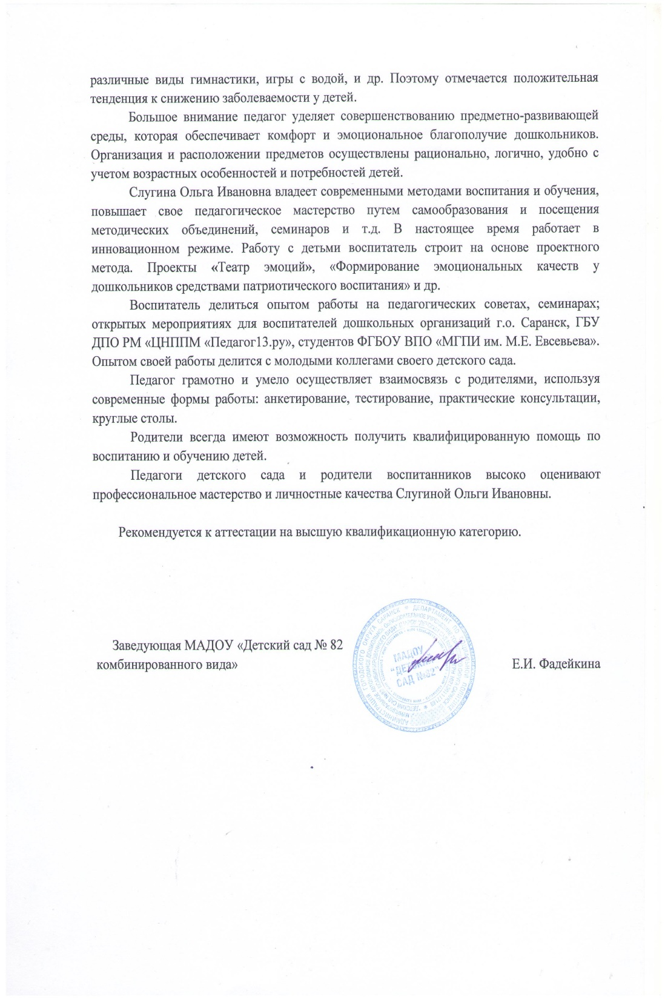 различные виды гимнастики, игры с водой, и др. Поэтому отмечается положительная
тенденция к снижению заболеваемости у детей.
Большое внимание педагог уделяет совершенствованию предметно-развивающей
среды, которая обеспечивает комфорт и эмоциональное благополучие дошкольников.
Организация и расположении предметов осуществлены рационально, логично, удобно с
учетом возрастных особенностей и потребностей детей.
Слугина Ольга Ивановна владеет современными методами воспитания и обучения,
повышает свое педагогическое мастерство путем самообразования и посещения
методических объединений, семинаров и т.д. В настоящее время работает в
инновационном режиме. Работу с детьми воспитатель строит на основе проектного
метода. Проекты «Театр эмоций», «Формирование эмоциональных качеств у
дошкольников средствами патриотического воспитания» и др.
Воспитатель делиться опытом работы на педагогических советах, семинарах;
открытых мероприятиях для воспитателей дошкольных организаций г.о. Саранск, ГБУ
ДПО РМ «ЦНППМ «Педагог13.ру», студентов ФГБОУ ВПО «МГПИ им. М.Е. Евсевьева».
Опытом своей работы делится с молодыми коллегами своего детского сада.
Педагог грамотно и умело осуществляет взаимосвязь с родителями, используя
современные формы работы: анкетирование, тестирование, практические консультации,
круглые столы.
Родители всегда имеют возможность получить квалифицированную помощь по
воспитанию и обучению детей.
Педагоги детского сада и родители воспитанников высоко оценивают
профессиональное мастерство и личностные качества Слугиной Ольги Ивановны.
Рекомендуется к аттестации на высшую квалификационную категорию.
Заведующая МАДОУ «Детский сад № 82
комбинированного вида»
Е.И. Фадейкина
АДМИНИСТРАЦИЯ ГОРОДСКОГО ОКРУГА САРАНСК * ДЕПАРТАМЕНТ ПО
МАДОУ
"ДЕТСКИЙ
САД №82"